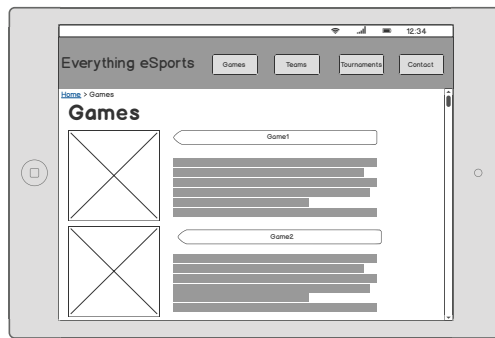 12:34
Everything eSports
Games
Teams
Tournaments
Contact
Home > Games
Games
Game1
Game2